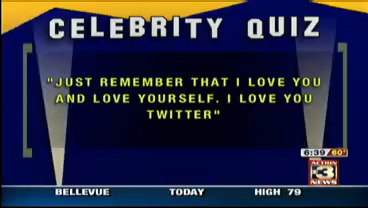 CELEBRITY QUIZ
"JUST REMEMBER THAT I LOVE YOU
AND LOVE YOURSELF. I LOVE YOU
TWITTER"
6:39 60°
ACTION
3
NEWS
BELLEVUE TODAY HIGH 79